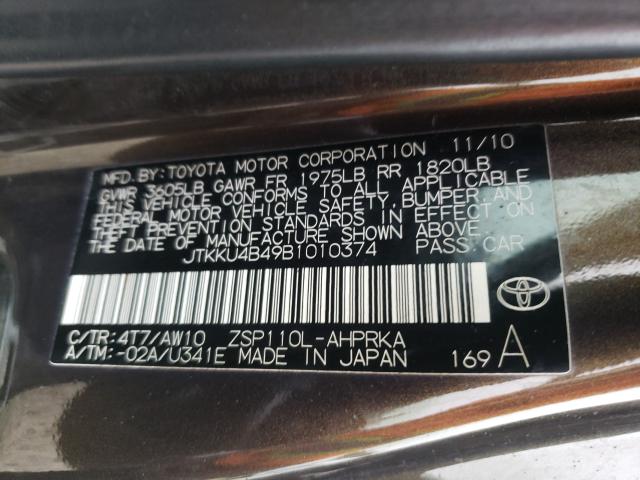 MFD. BY: TOYOTA MOTOR CORPORATION 11/10
GVWR 3605LB GAWR FR 1975LB RR 1820LB
THIS VEHICLE CONFORMS TO ALL APPLICABLE
FEDERAL MOTOR VEHICLE SAFETY, BUMPER, AND
THEFT PREVENTION STANDARDS IN EFFECT ON
THE DATE OF MANUFACTURE SHOWN ABOVE.
JTKKU4B49B1010374 PASS.CAR
C/TR: 4T7/AW10 ZSP110L-AHPRKA
A/TM: -02A/U341E MADE IN JAPAN 169 A